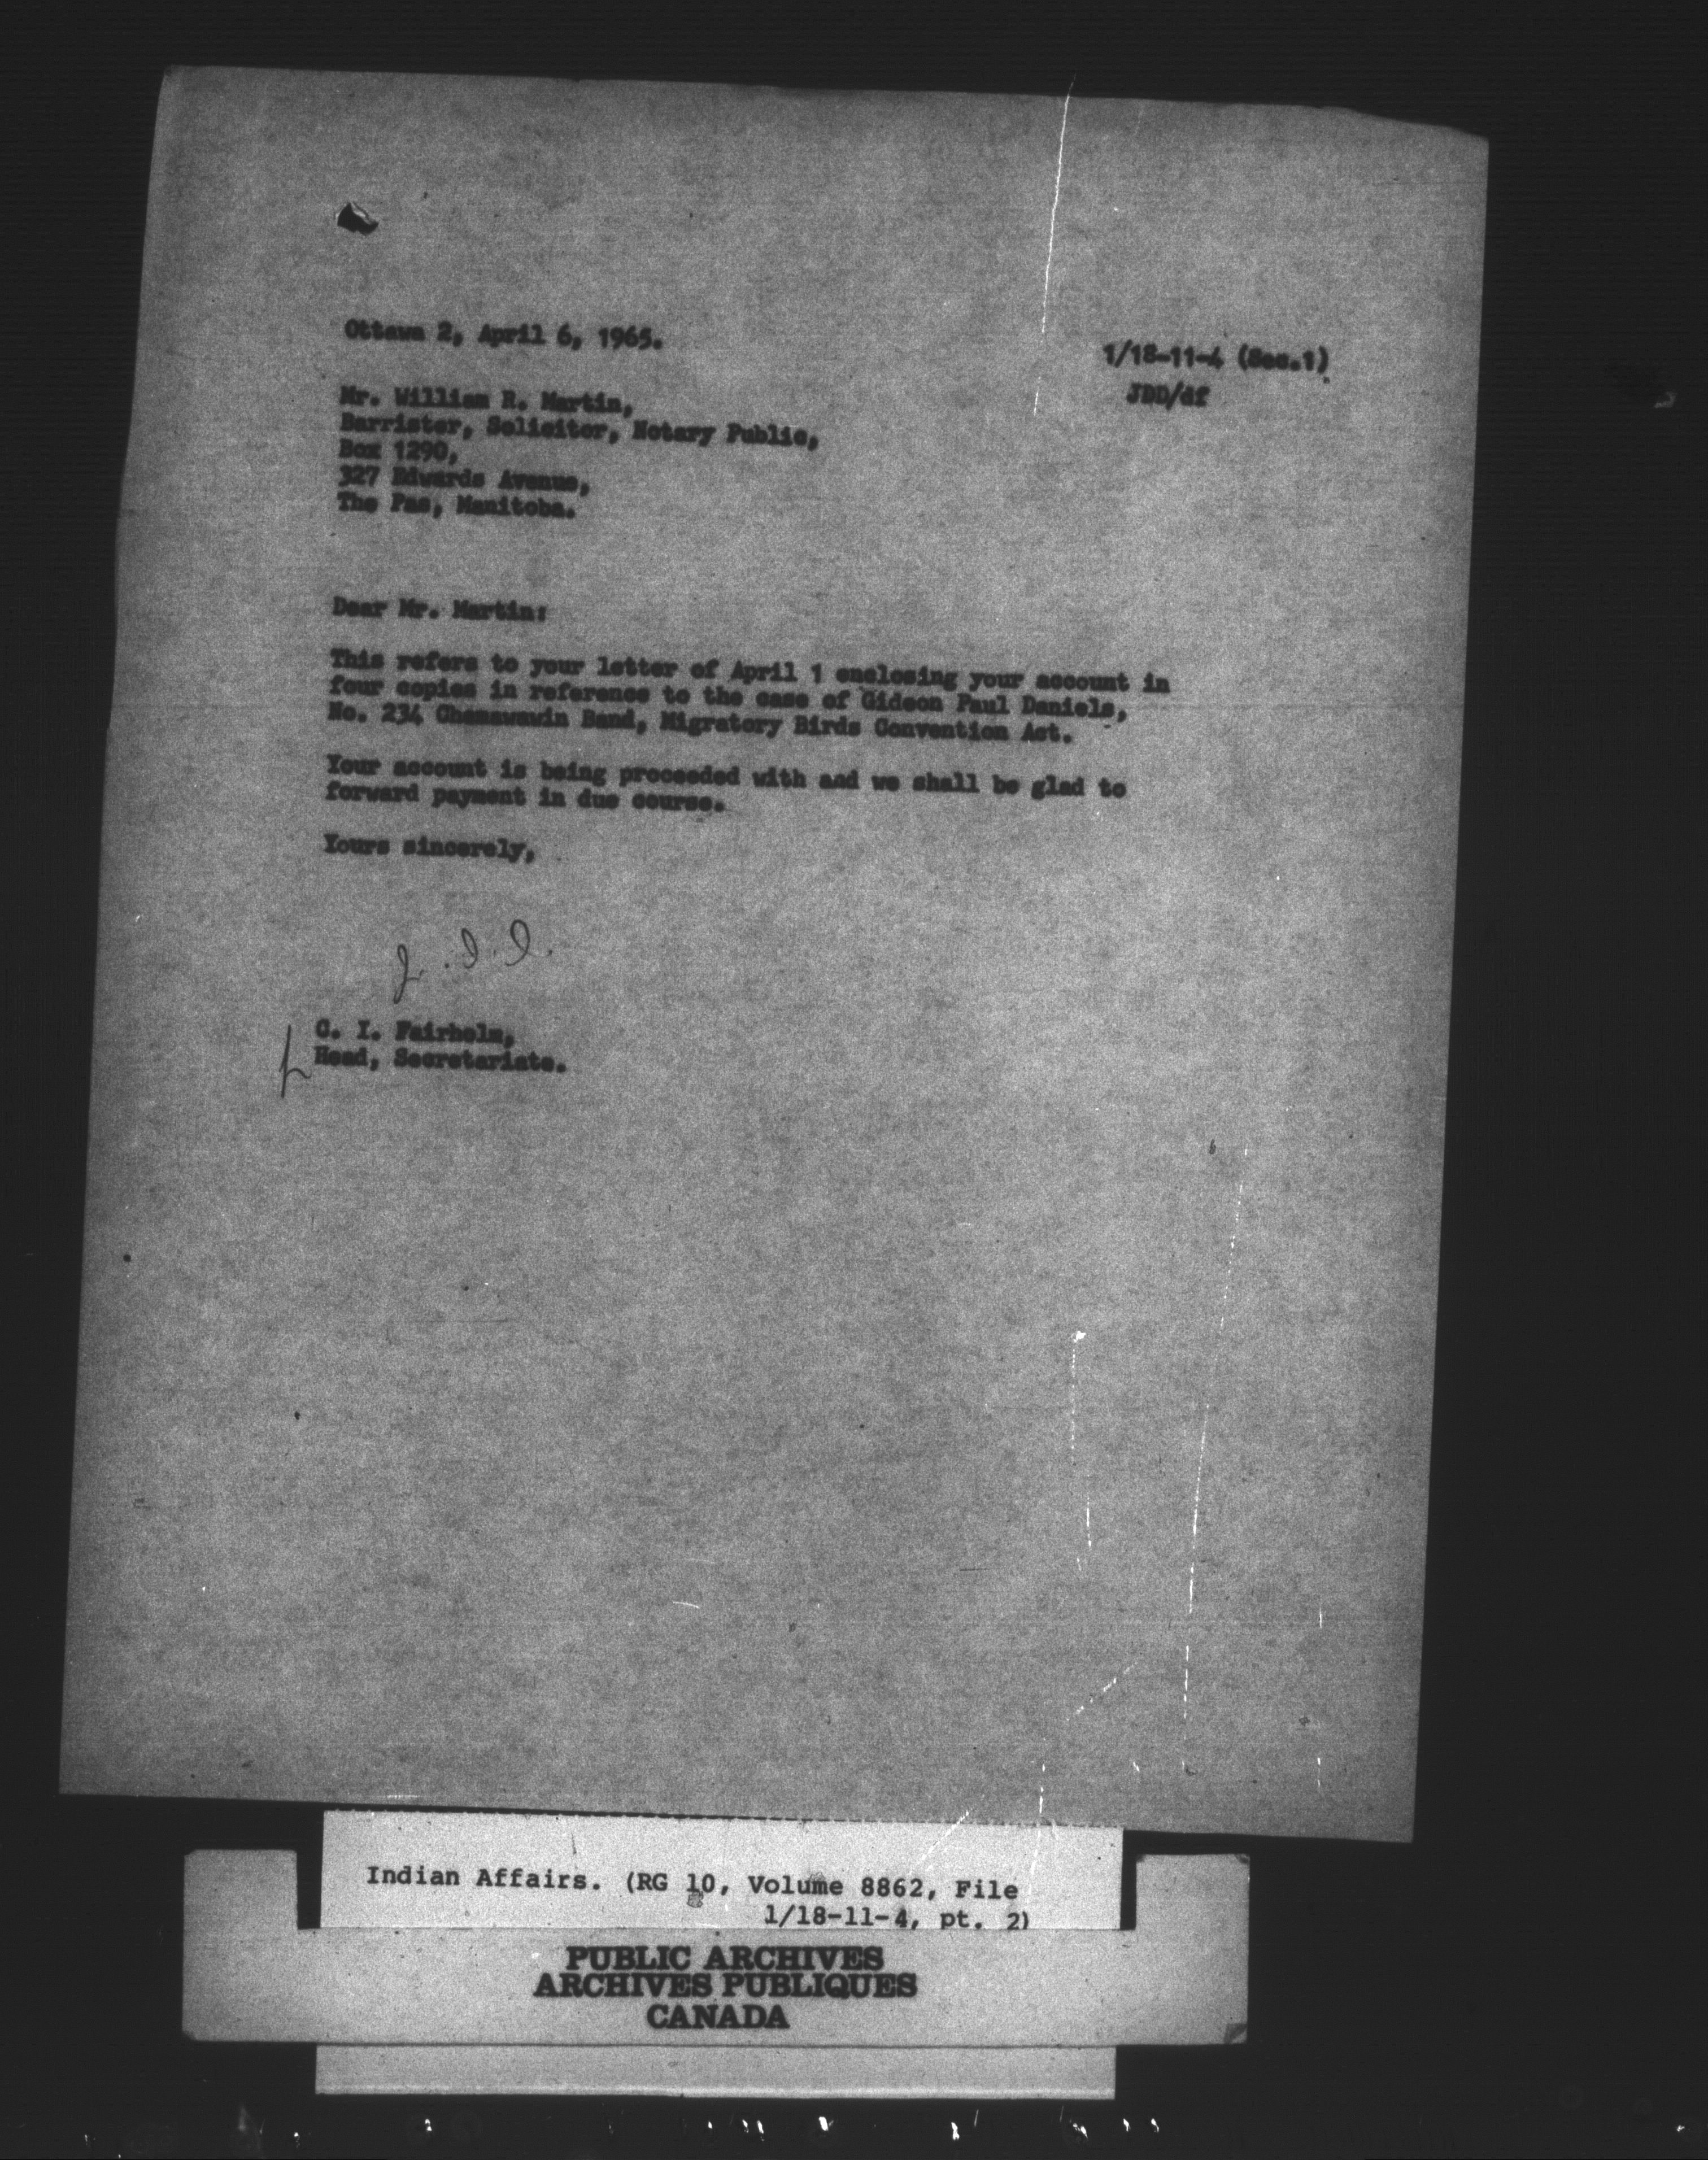 Ottawa 2, April 6, 1965.
1/18-11-4 (Sec.1)
JDD/df
Mr. William R. Martin,
Barrister, Solicitor, Notary Public,
Box 1290,
327 Edwards Avenue,
The Pas, Manitoba.
Dear Mr. Martin:
This refers to your letter of April 1 enclosing your account in
four copies in reference to the case of Gideon Paul Daniels,
No. 234 Chemawawin Band, Migratory Birds Convention Act.
Your account is being proceeded with and we shall be glad to
forward payment in due course.
Yours sincerely,
J.D.D.
C. I. Fairholm,
Head, Secretariate.
Indian Affairs. (RG 10, Volume 8862, File
1/18-11-4, pt. 2)
PUBLIC ARCHIVES
ARCHIVES PUBLIQUES
CANADA